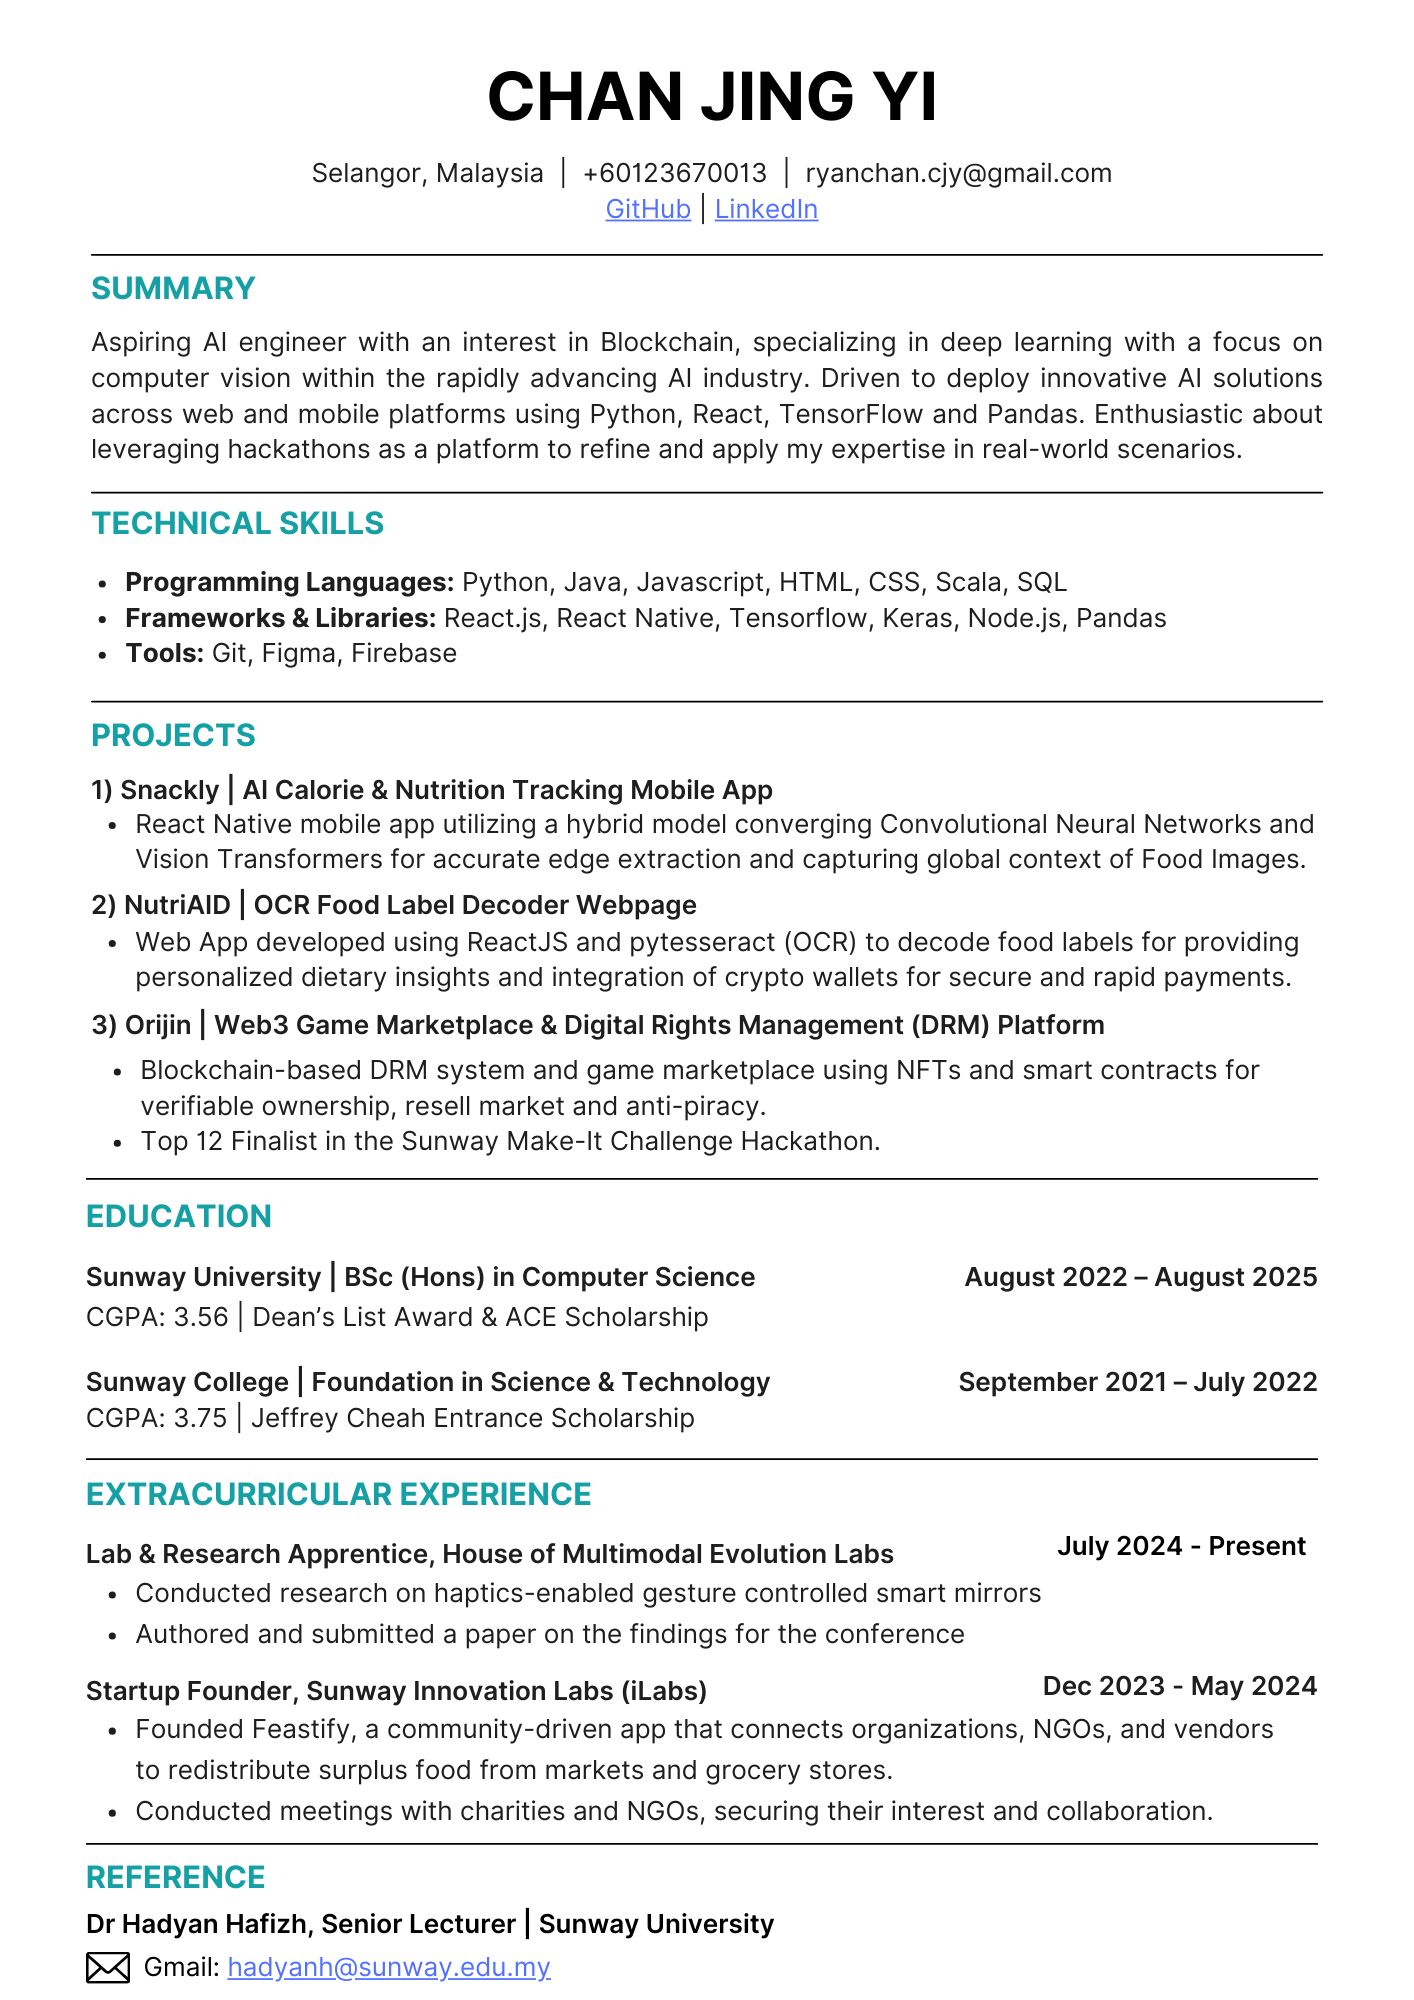 CHAN JING YI
Selangor, Malaysia | +60123670013 | ryanchan.cjy@gmail.com
GitHub | LinkedIn
SUMMARY
Aspiring AI engineer with an interest in Blockchain, specializing in deep learning with a focus on
computer vision within the rapidly advancing AI industry. Driven to deploy innovative AI solutions
across web and mobile platforms using Python, React, TensorFlow and Pandas. Enthusiastic about
leveraging hackathons as a platform to refine and apply my expertise in real-world scenarios.
TECHNICAL SKILLS
• Programming Languages: Python, Java, Javascript, HTML, CSS, Scala, SQL
• Frameworks & Libraries: React.js, React Native, Tensorflow, Keras, Node.js, Pandas
• Tools: Git, Figma, Firebase
PROJECTS
1) Snackly | AI Calorie & Nutrition Tracking Mobile App
• React Native mobile app utilizing a hybrid model converging Convolutional Neural Networks and
Vision Transformers for accurate edge extraction and capturing global context of Food Images.
2) NutriAID | OCR Food Label Decoder Webpage
• Web App developed using ReactJS and pytesseract (OCR) to decode food labels for providing
personalized dietary insights and integration of crypto wallets for secure and rapid payments.
3) Orijin | Web3 Game Marketplace & Digital Rights Management (DRM) Platform
• Blockchain-based DRM system and game marketplace using NFTs and smart contracts for
verifiable ownership, resell market and anti-piracy.
• Top 12 Finalist in the Sunway Make-It Challenge Hackathon.
EDUCATION
Sunway University | BSc (Hons) in Computer Science August 2022 – August 2025
CGPA: 3.56 | Dean’s List Award & ACE Scholarship
Sunway College | Foundation in Science & Technology September 2021 – July 2022
CGPA: 3.75 | Jeffrey Cheah Entrance Scholarship
EXTRACURRICULAR EXPERIENCE
Lab & Research Apprentice, House of Multimodal Evolution Labs July 2024 - Present
• Conducted research on haptics-enabled gesture controlled smart mirrors
• Authored and submitted a paper on the findings for the conference
Startup Founder, Sunway Innovation Labs (iLabs) Dec 2023 - May 2024
• Founded Feastify, a community-driven app that connects organizations, NGOs, and vendors
to redistribute surplus food from markets and grocery stores.
• Conducted meetings with charities and NGOs, securing their interest and collaboration.
REFERENCE
Dr Hadyan Hafizh, Senior Lecturer | Sunway University
Gmail: hadyanh@sunway.edu.my